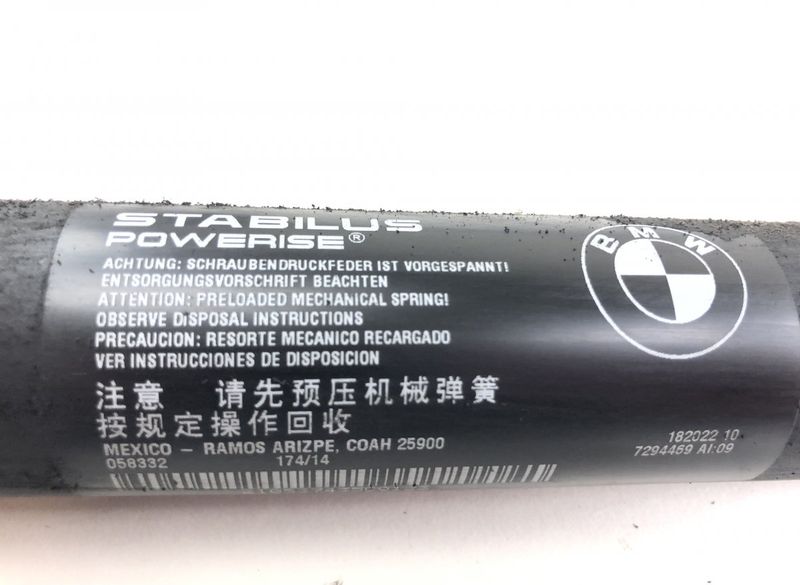 STABILUS
POWERISE®
ACHTUNG: SCHRAUBENDRUCKFEDER IST VORGESPANNT!
ENTSORGUNGSVORSCHRIFT BEACHTEN
ATTENTION: PRELOADED MECHANICAL SPRING!
OBSERVE DISPOSAL INSTRUCTIONS
PRECAUCION: RESORTE MECANICO RECARGADO
VER INSTRUCCIONES DE DISPOSICION
注意 请先预压机械弹簧
按规定操作回收
MEXICO – RAMOS ARIZPE, COAH 25900
058332 174/14
BMW
182022 10
7294469 AI:09